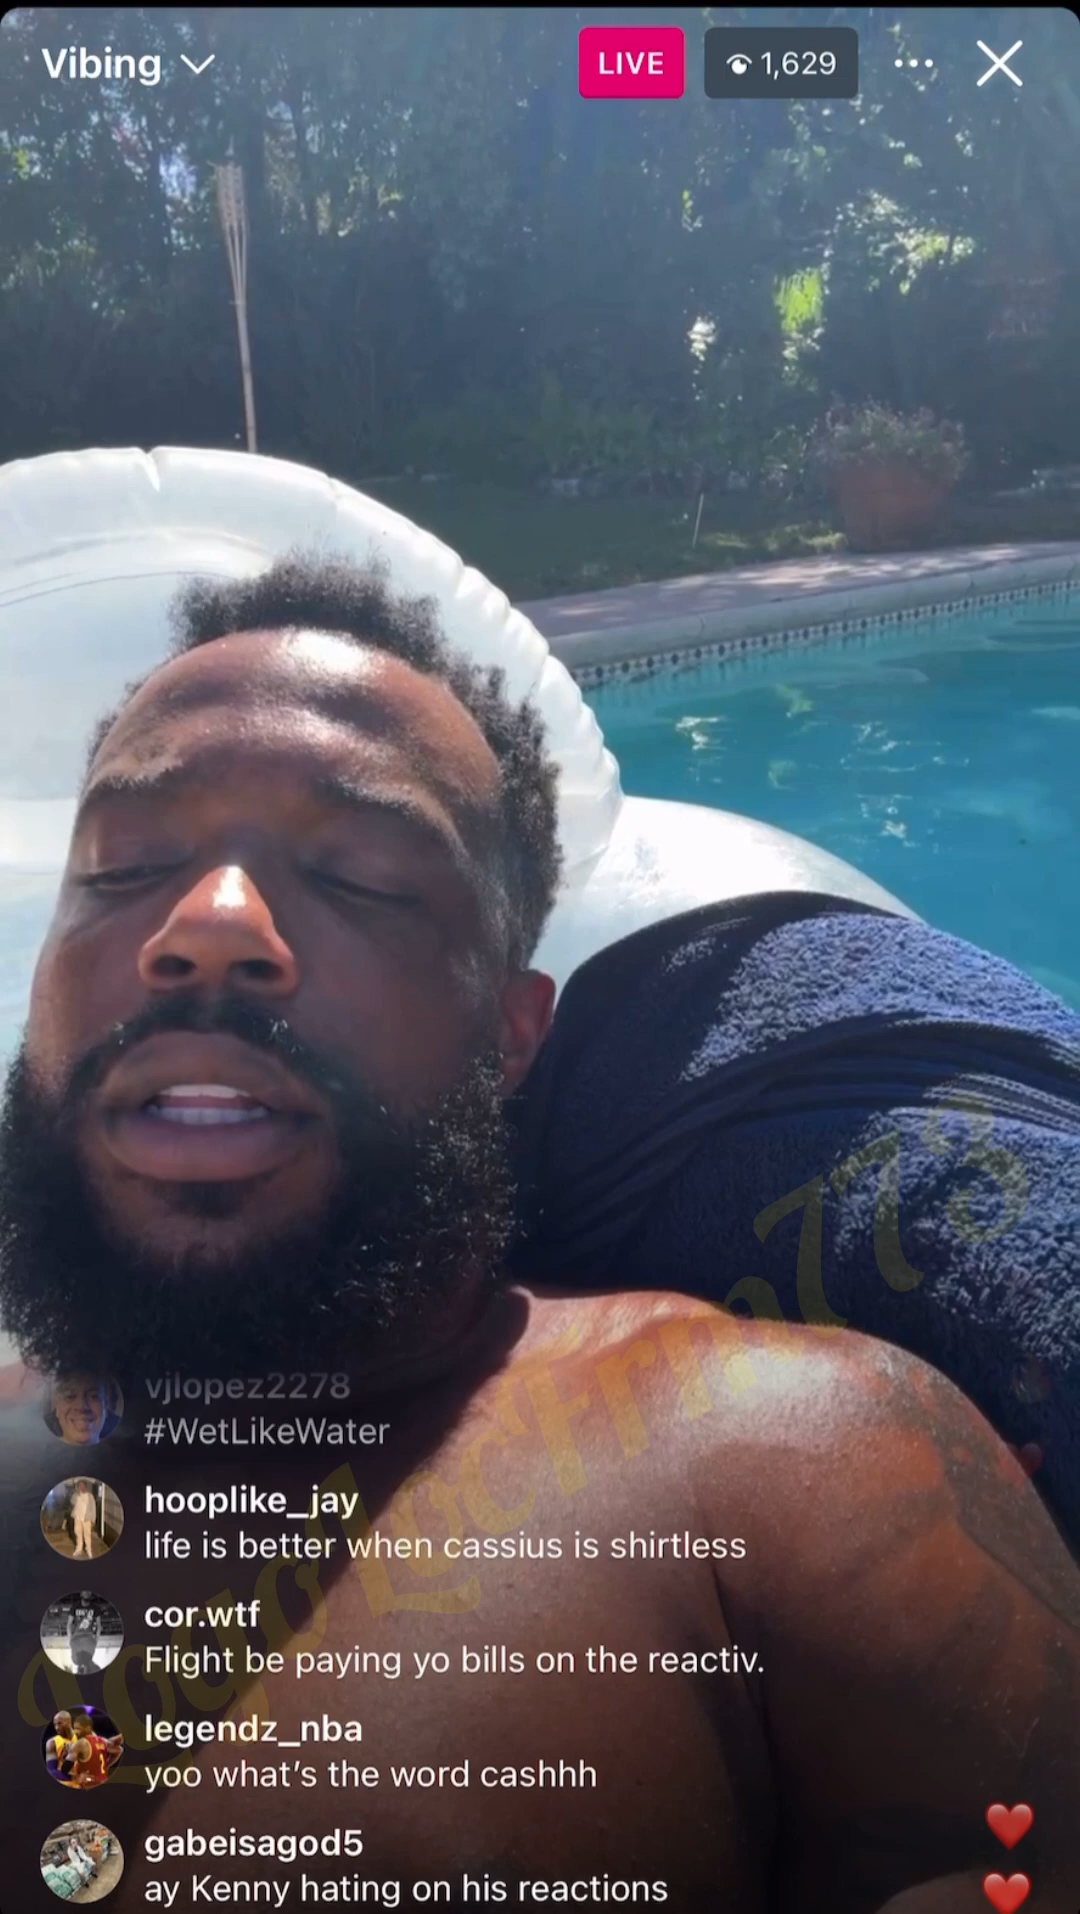 Vibing
LIVE
1,629
LogoLocFrm773
vjlopez2278
#WetLikeWater
hooplike_jay
life is better when cassius is shirtless
cor.wtf
Flight be paying yo bills on the reactiv.
legendz_nba
yoo what's the word cashhh
gabeisagod5
ay Kenny hating on his reactions